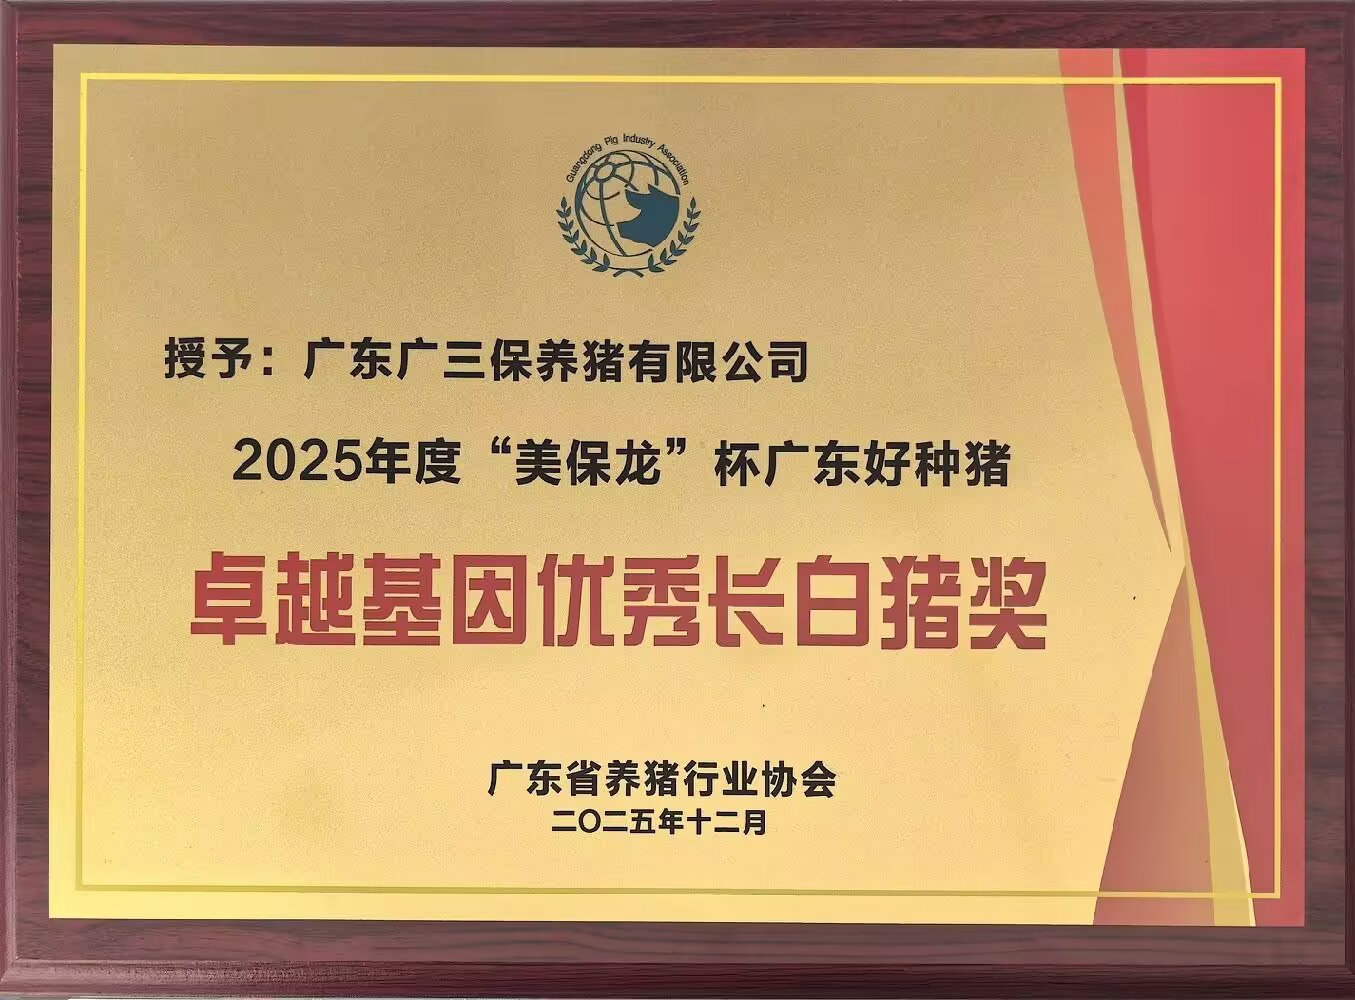 Guangdong Pig Industry Association
授予：广东广三保养猪有限公司
2025年度“美保龙”杯广东好种猪
卓越基因优秀长白猪奖
广东省养猪行业协会
二〇二五年十二月